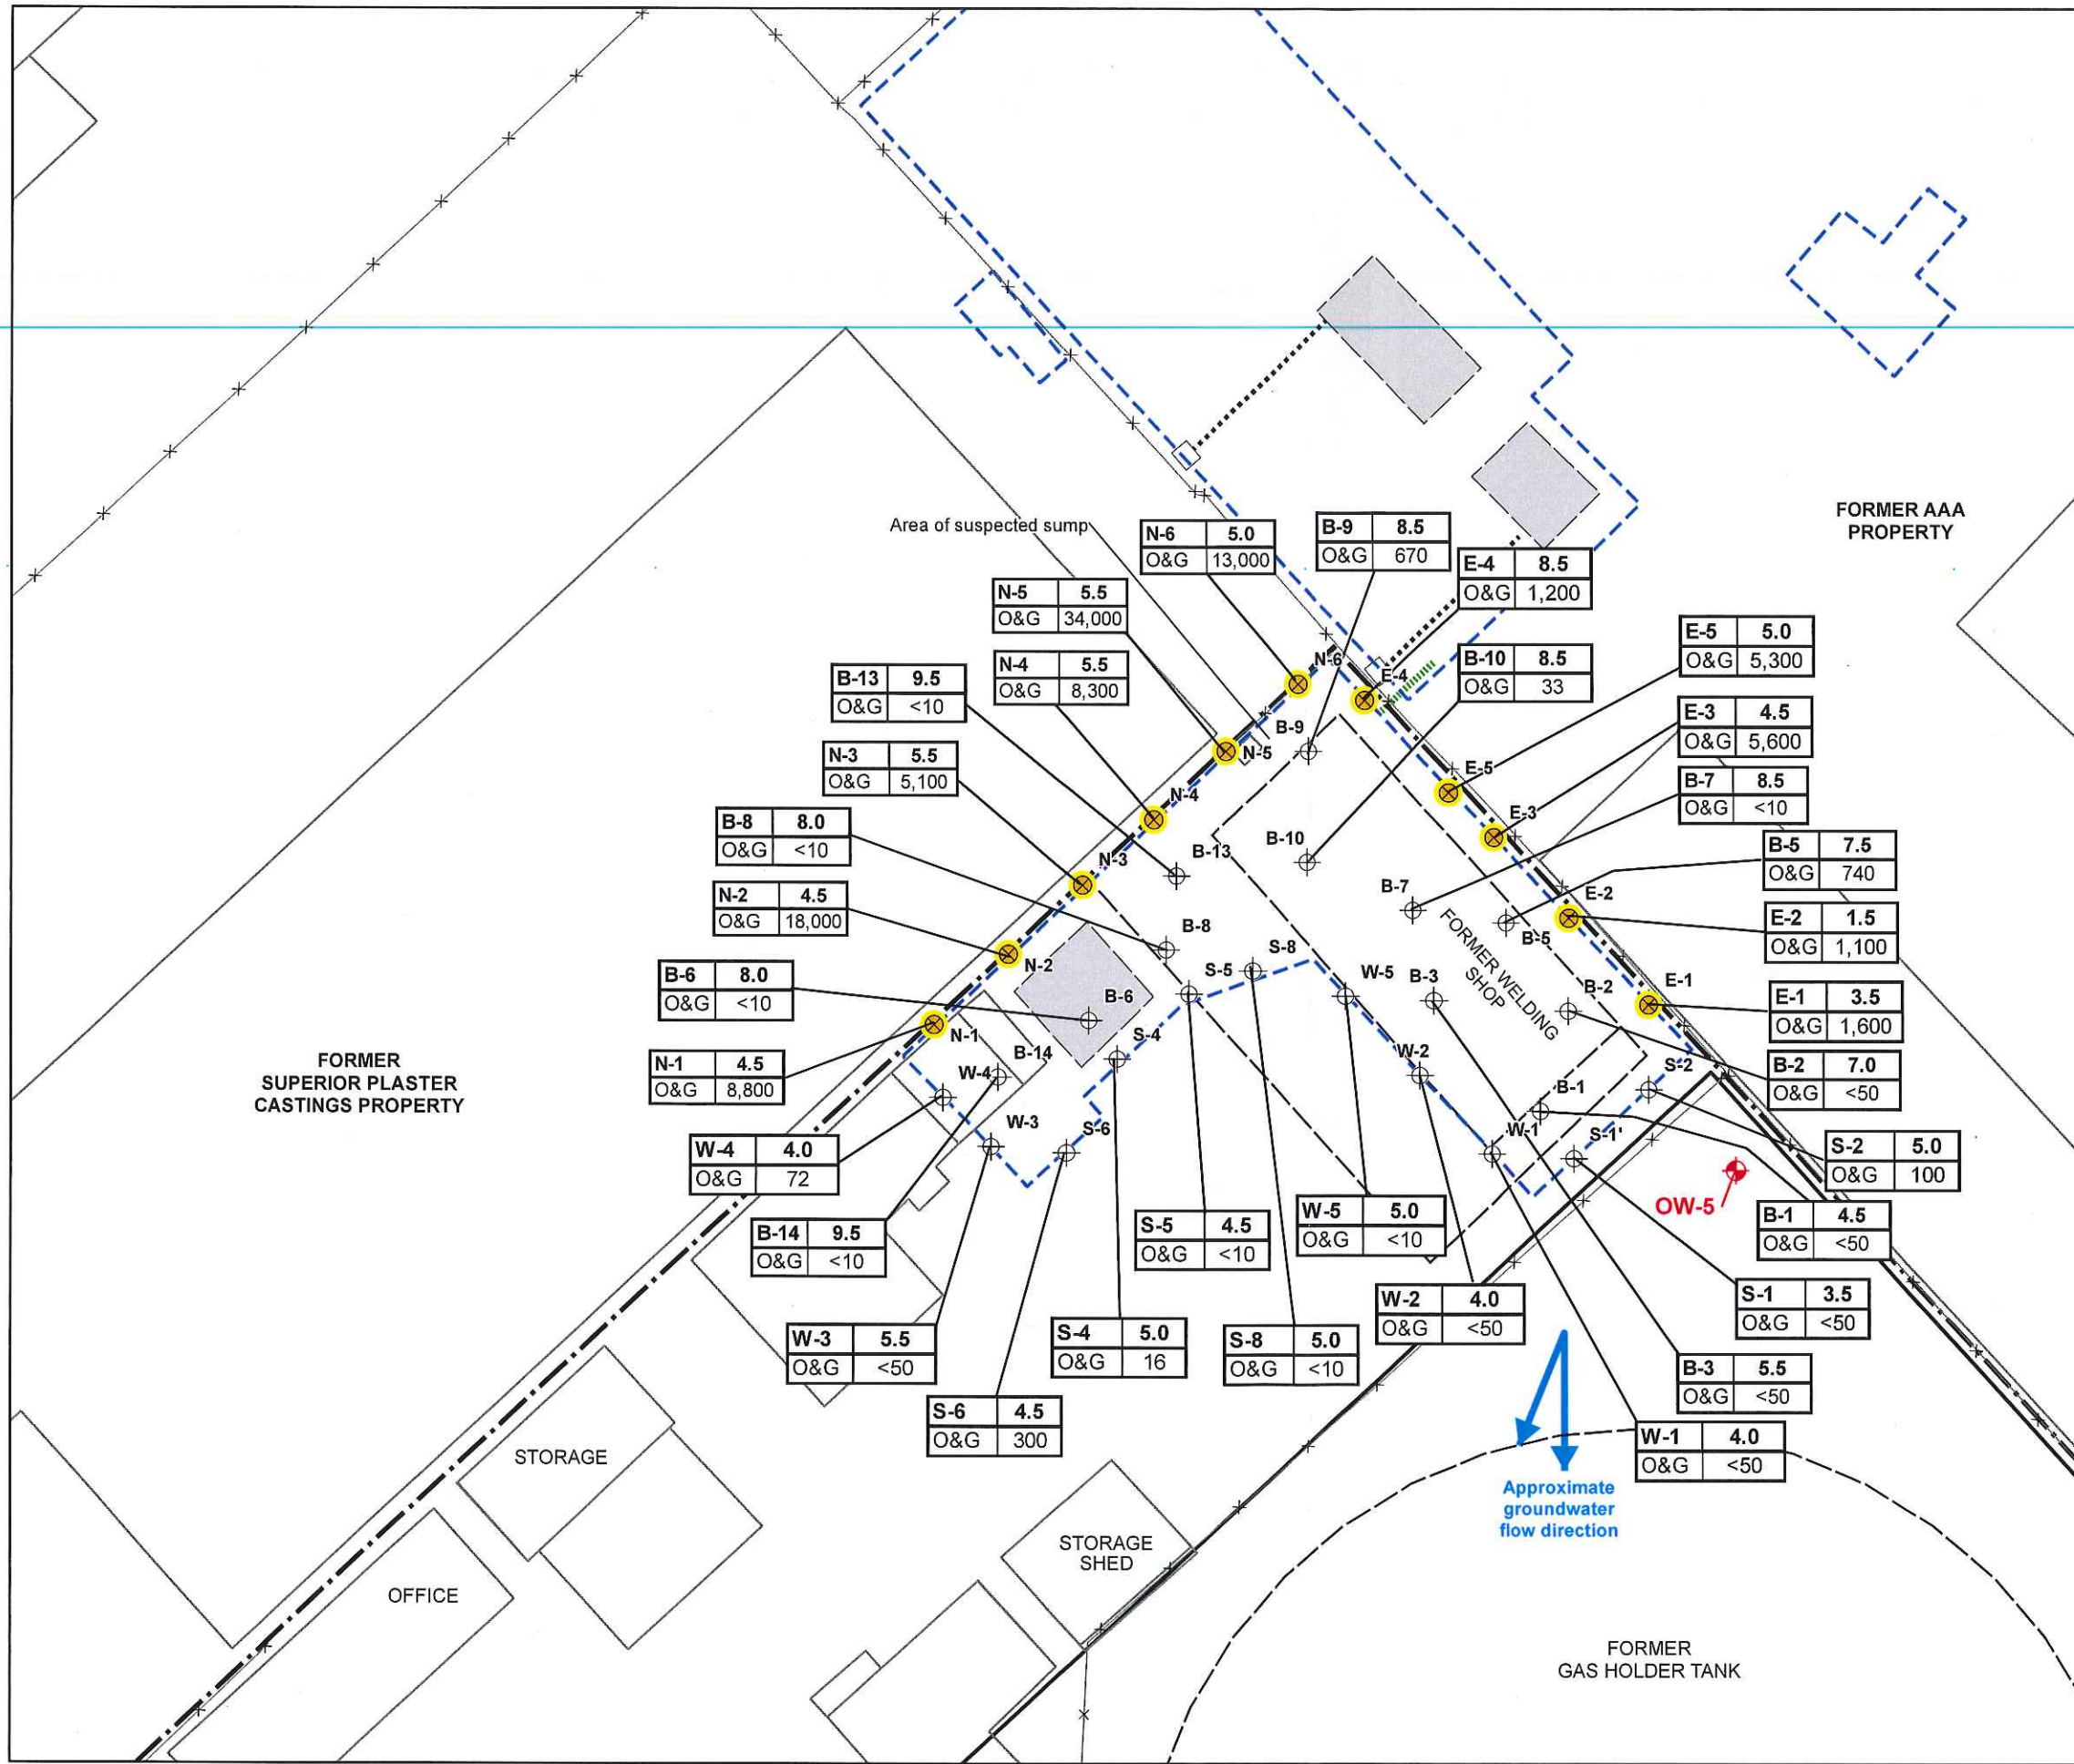 FORMER AAA
PROPERTY
Area of suspected sump
N-6 5.0
O&G 13,000
B-9 8.5
O&G 670
E-4 8.5
O&G 1,200
N-5 5.5
O&G 34,000
E-5 5.0
O&G 5,300
N-4 5.5
O&G 8,300
B-10 8.5
O&G 33
B-13 9.5
O&G <10
E-3 4.5
O&G 5,600
N-3 5.5
O&G 5,100
B-7 8.5
O&G <10
B-8 8.0
O&G <10
B-5 7.5
O&G 740
N-2 4.5
O&G 18,000
E-2 1.5
O&G 1,100
B-6 8.0
O&G <10
E-1 3.5
O&G 1,600
N-1 4.5
O&G 8,800
B-2 7.0
O&G <50
W-4 4.0
O&G 72
S-2 5.0
O&G 100
B-14 9.5
O&G <10
S-5 4.5
O&G <10
W-5 5.0
O&G <10
B-1 4.5
O&G <50
W-3 5.5
O&G <50
S-4 5.0
O&G 16
S-8 5.0
O&G <10
W-2 4.0
O&G <50
S-1 3.5
O&G <50
S-6 4.5
O&G 300
B-3 5.5
O&G <50
W-1 4.0
O&G <50
N-6
E-4
B-9
N-5
E-5
N-4
E-3
B-13
B-10
N-3
B-7
E-2
B-8
B-5
FORMER WELDING
SHOP
N-2
S-8
S-5
W-5
B-3
B-2
E-1
B-6
N-1
S-4
B-14
W-4
W-2
S-2
B-1
W-3
S-6
W-1
S-1'
OW-5
FORMER
SUPERIOR PLASTER
CASTINGS PROPERTY
STORAGE
OFFICE
STORAGE
SHED
Approximate
groundwater
flow direction
FORMER
GAS HOLDER TANK